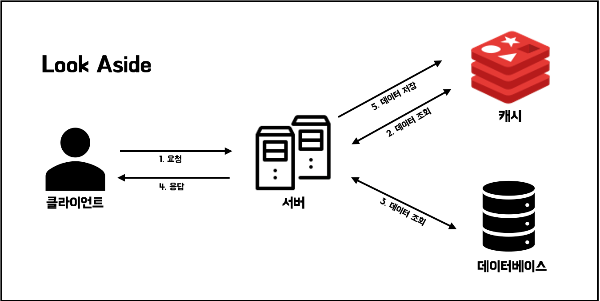 Look Aside
5. 데이터 저장
2. 데이터 조회
캐시
1. 요청
4. 응답
클라이언트
서버
3. 데이터 조회
데이터베이스